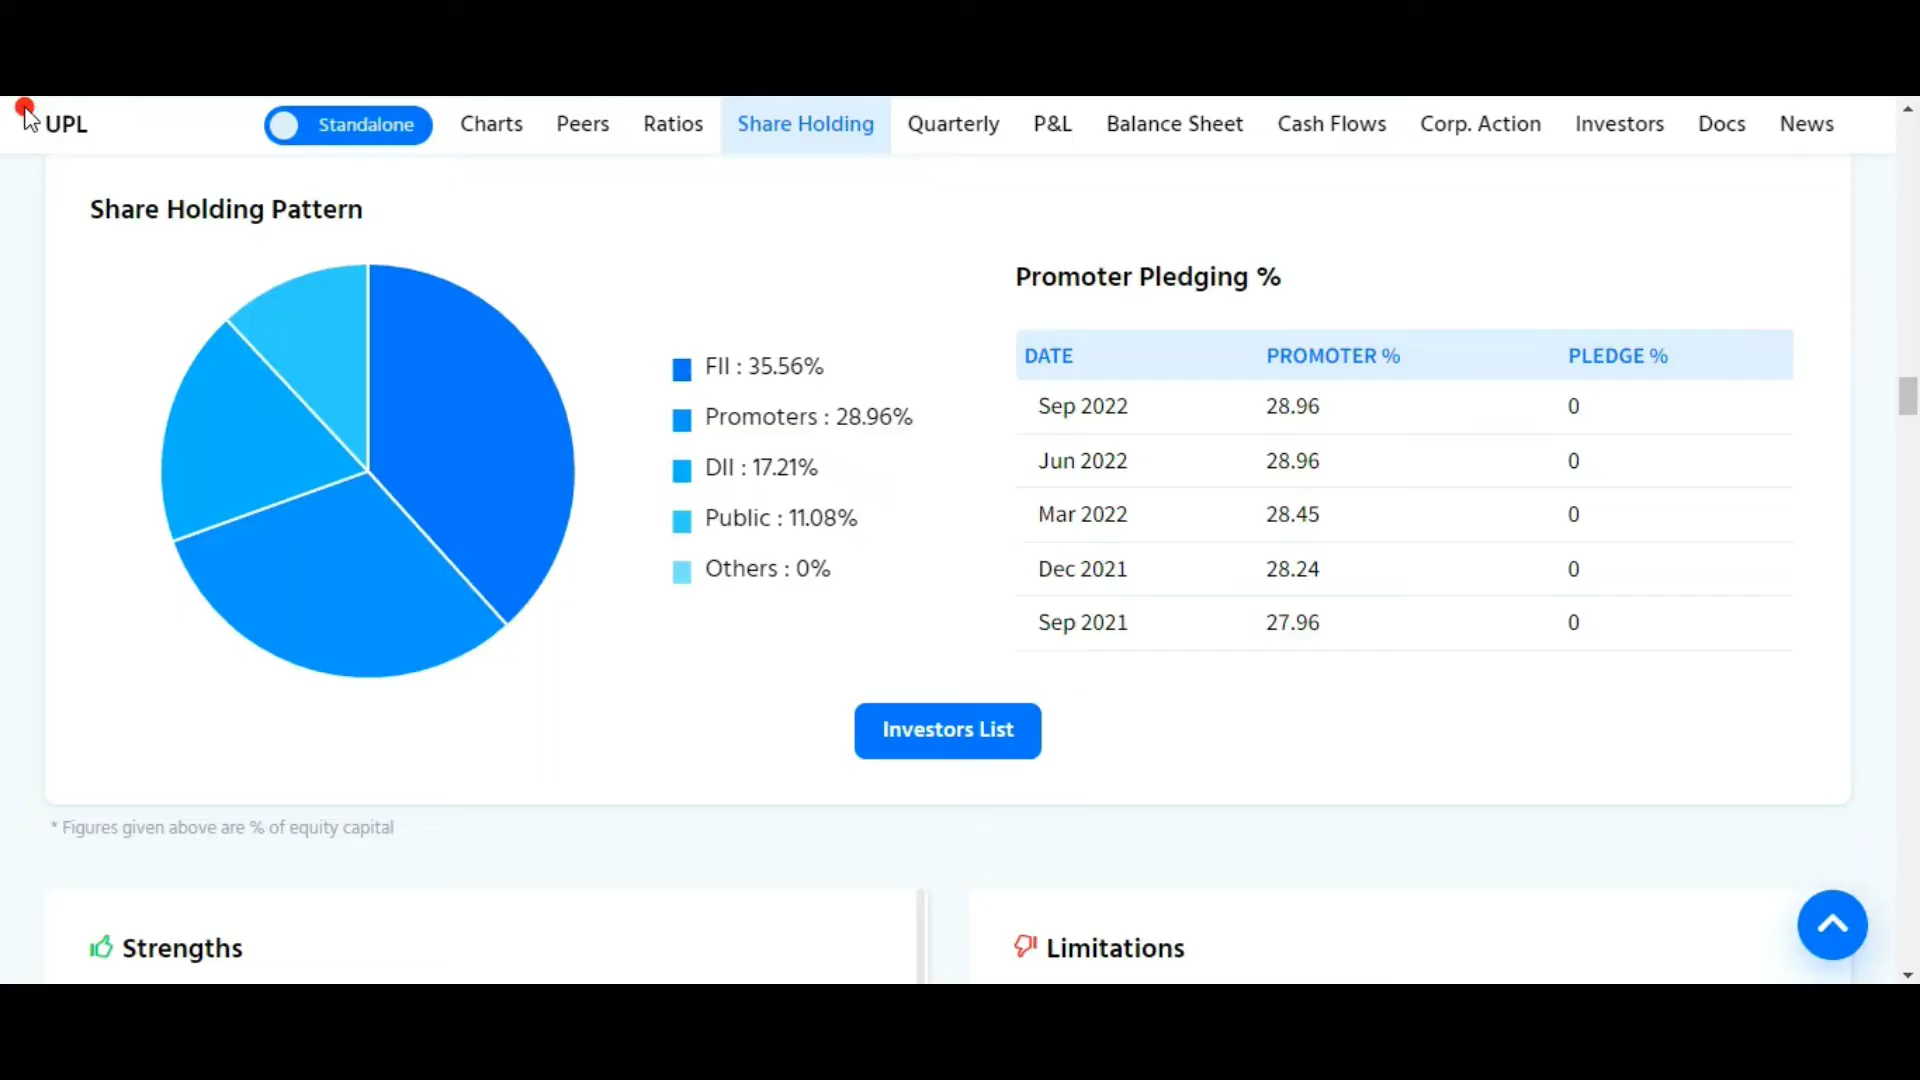 UPL
Standalone
Charts
Peers
Ratios
Share Holding
Quarterly
P&L
Balance Sheet
Cash Flows
Corp. Action
Investors
Docs
News
Share Holding Pattern
FII : 35.56%
Promoters : 28.96%
DII : 17.21%
Public : 11.08%
Others : 0%
Promoter Pledging %
DATE PROMOTER % PLEDGE %
Sep 2022 28.96 0
Jun 2022 28.96 0
Mar 2022 28.45 0
Dec 2021 28.24 0
Sep 2021 27.96 0
Investors List
* Figures given above are % of equity capital
Strengths
Limitations